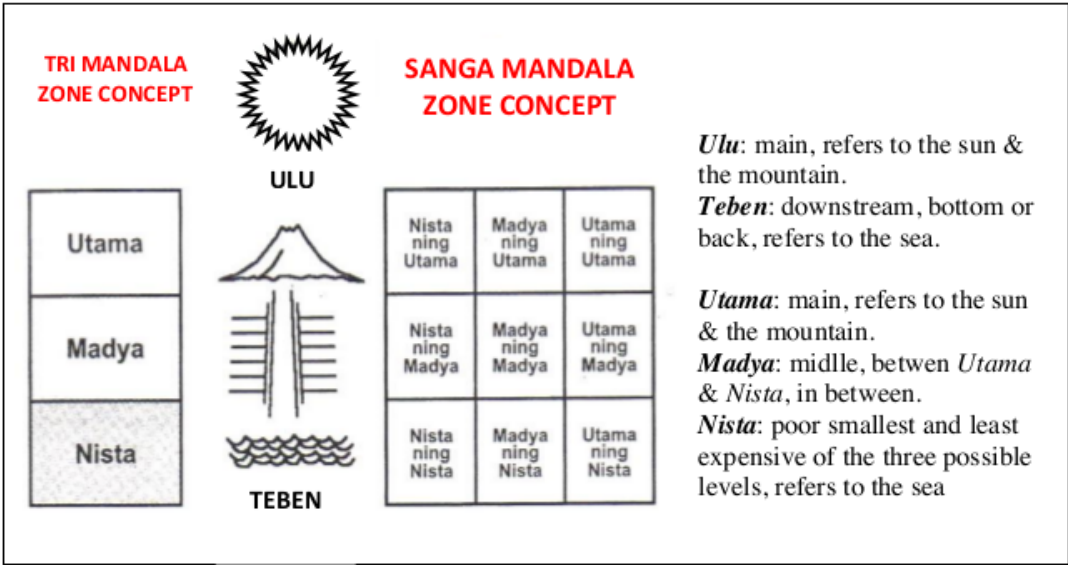 TRI MANDALA
ZONE CONCEPT
Utama
Madya
Nista
ULU
TEBEN
SANGA MANDALA
ZONE CONCEPT
Nista
ning
Utama
Madya
ning
Utama
Utama
ning
Utama
Nista
ning
Madya
Madya
ning
Madya
Utama
ning
Madya
Nista
ning
Nista
Madya
ning
Nista
Utama
ning
Nista
Ulu: main, refers to the sun &
the mountain.
Teben: downstream, bottom or
back, refers to the sea.
Utama: main, refers to the sun
& the mountain.
Madya: midlle, betwen Utama
& Nista, in between.
Nista: poor smallest and least
expensive of the three possible
levels, refers to the sea